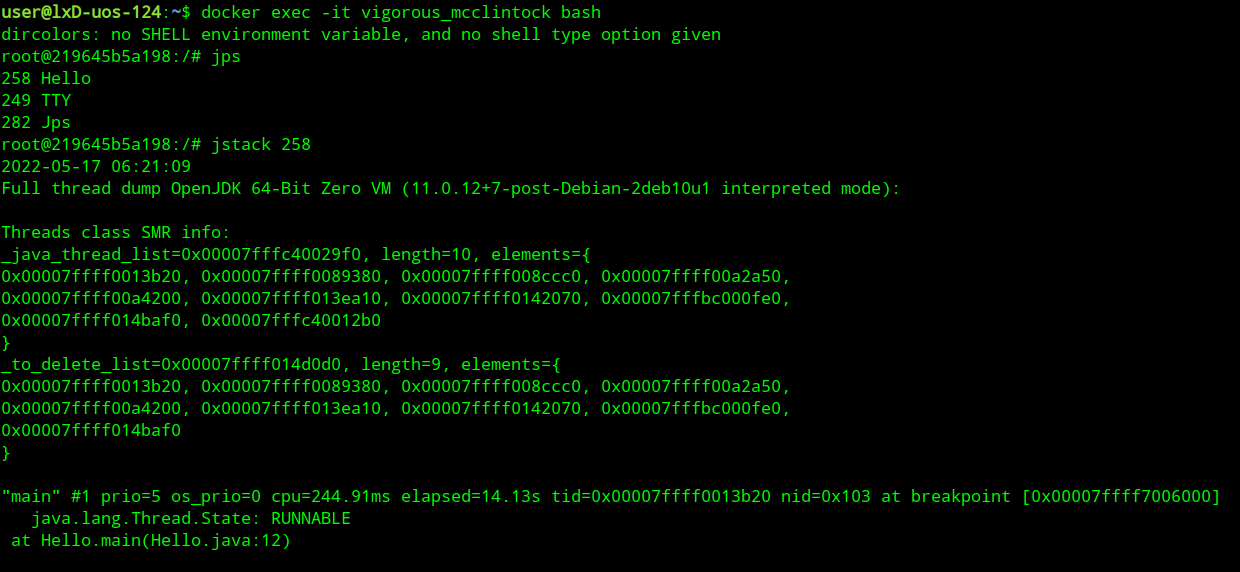 user@lxD-uos-124:~$ docker exec -it vigorous_mcclintock bash
dircolors: no SHELL environment variable, and no shell type option given
root@219645b5a198:/# jps
258 Hello
249 TTY
282 Jps
root@219645b5a198:/# jstack 258
2022-05-17 06:21:09
Full thread dump OpenJDK 64-Bit Zero VM (11.0.12+7-post-Debian-2deb10u1 interpreted mode):

Threads class SMR info:
_java_thread_list=0x00007fffc40029f0, length=10, elements={
0x00007ffff0013b20, 0x00007ffff0089380, 0x00007ffff008ccc0, 0x00007ffff00a2a50,
0x00007ffff00a4200, 0x00007ffff013ea10, 0x00007ffff0142070, 0x00007fffbc000fe0,
0x00007ffff014baf0, 0x00007fffc40012b0
}
_to_delete_list=0x00007ffff014d0d0, length=9, elements={
0x00007ffff0013b20, 0x00007ffff0089380, 0x00007ffff008ccc0, 0x00007ffff00a2a50,
0x00007ffff00a4200, 0x00007ffff013ea10, 0x00007ffff0142070, 0x00007fffbc000fe0,
0x00007ffff014baf0
}

"main" #1 prio=5 os_prio=0 cpu=244.91ms elapsed=14.13s tid=0x00007ffff0013b20 nid=0x103 at breakpoint [0x00007ffff7006000]
   java.lang.Thread.State: RUNNABLE
 at Hello.main(Hello.java:12)